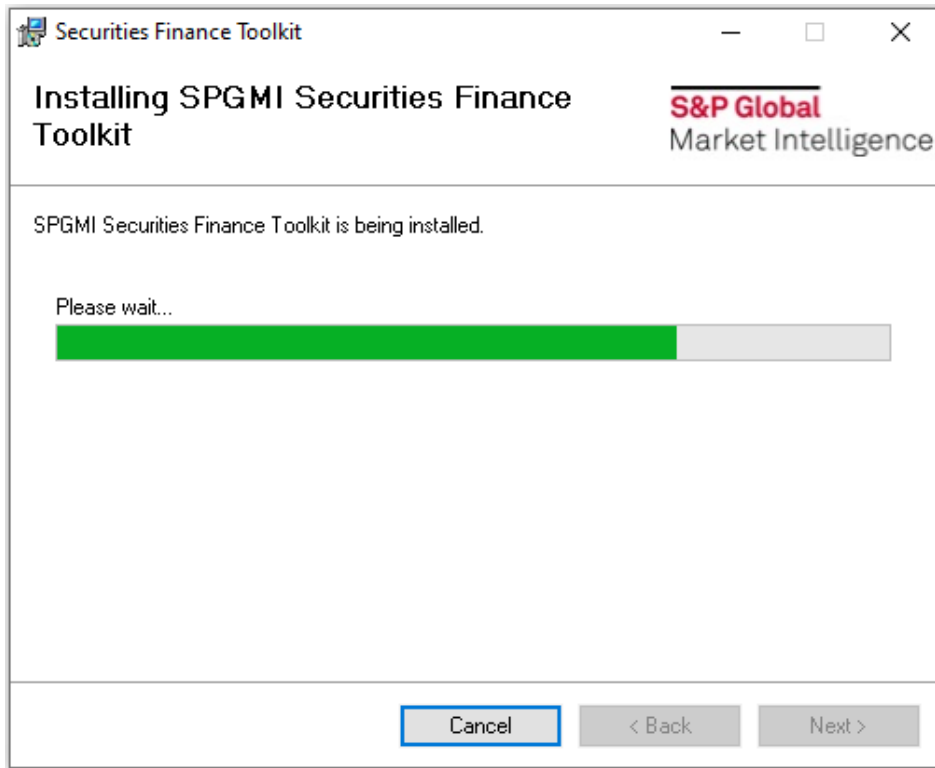 Securities Finance Toolkit
Installing SPGMI Securities Finance
Toolkit
S&P Global
Market Intelligence
SPGMI Securities Finance Toolkit is being installed.
Please wait...
Cancel
< Back
Next >